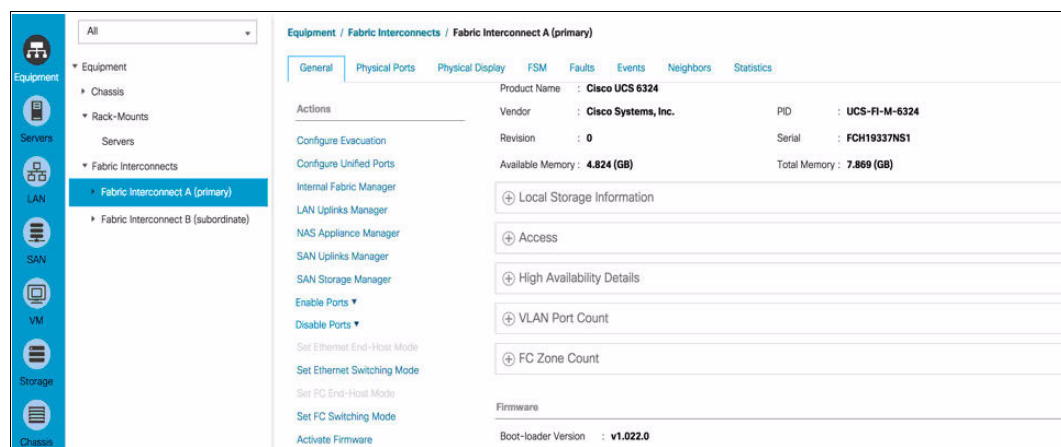 All
Equipment
Chassis
Rack-Mounts
Servers
Fabric Interconnects
Fabric Interconnect A (primary)
Fabric Interconnect B (subordinate)
Equipment
Servers
LAN
SAN
VM
Storage
Chassis
Equipment / Fabric Interconnects / Fabric Interconnect A (primary)
General Physical Ports Physical Display FSM Faults Events Neighbors Statistics
Actions
Configure Evacuation
Configure Unified Ports
Internal Fabric Manager
LAN Uplinks Manager
NAS Appliance Manager
SAN Uplinks Manager
SAN Storage Manager
Enable Ports
Disable Ports
Set Ethernet End-Host Mode
Set Ethernet Switching Mode
Set FC End-Host Mode
Set FC Switching Mode
Activate Firmware
Product Name : Cisco UCS 6324
Vendor : Cisco Systems, Inc. PID : UCS-FI-M-6324
Revision : 0 Serial : FCH19337NS1
Available Memory : 4.824 (GB) Total Memory : 7.869 (GB)
Local Storage Information
Access
High Availability Details
VLAN Port Count
FC Zone Count
Firmware
Boot-loader Version : v1.022.0